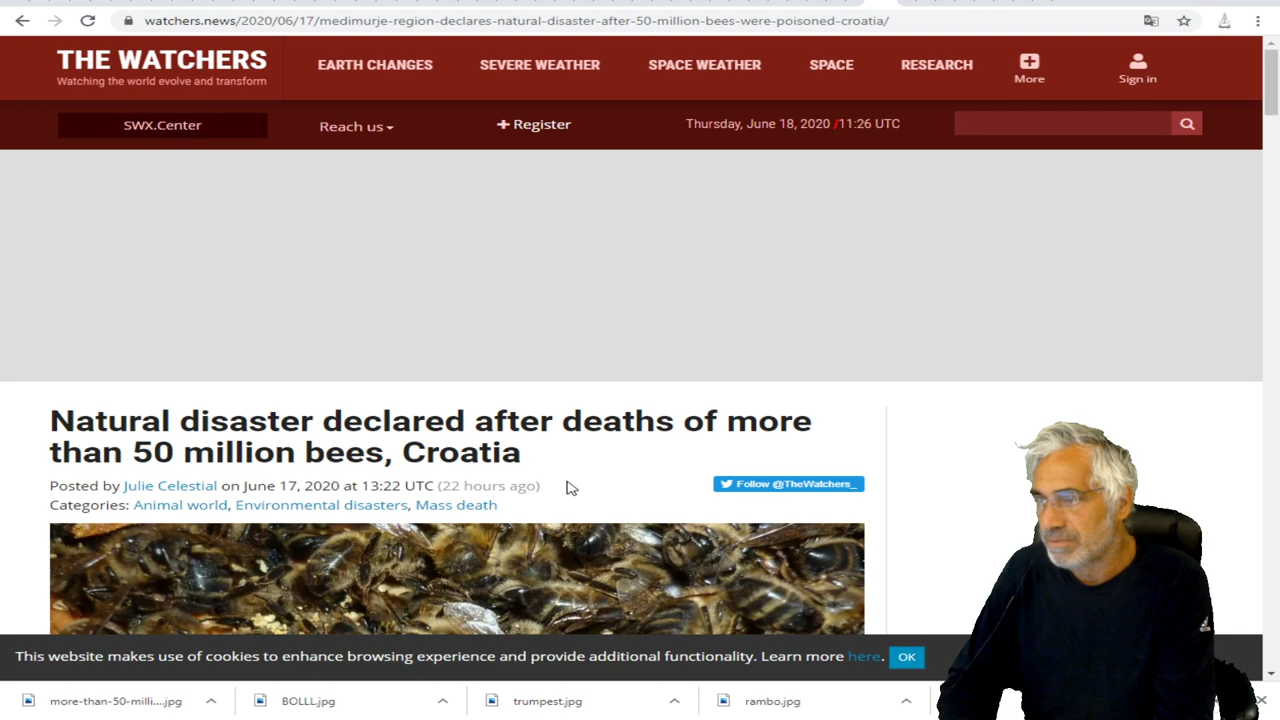 watchers.news/2020/06/17/medimurje-region-declares-natural-disaster-after-50-million-bees-were-poisoned-croatia/
THE WATCHERS
Watching the world evolve and transform
EARTH CHANGES SEVERE WEATHER SPACE WEATHER SPACE RESEARCH More Sign in
SWX.Center Reach us + Register Thursday, June 18, 2020 /11:26 UTC
Natural disaster declared after deaths of more
than 50 million bees, Croatia
Posted by Julie Celestial on June 17, 2020 at 13:22 UTC (22 hours ago) Follow @TheWatchers_
Categories: Animal world, Environmental disasters, Mass death
This website makes use of cookies to enhance browsing experience and provide additional functionality. Learn more here. OK
more-than-50-milli....jpg BOLLL.jpg trumpest.jpg rambo.jpg